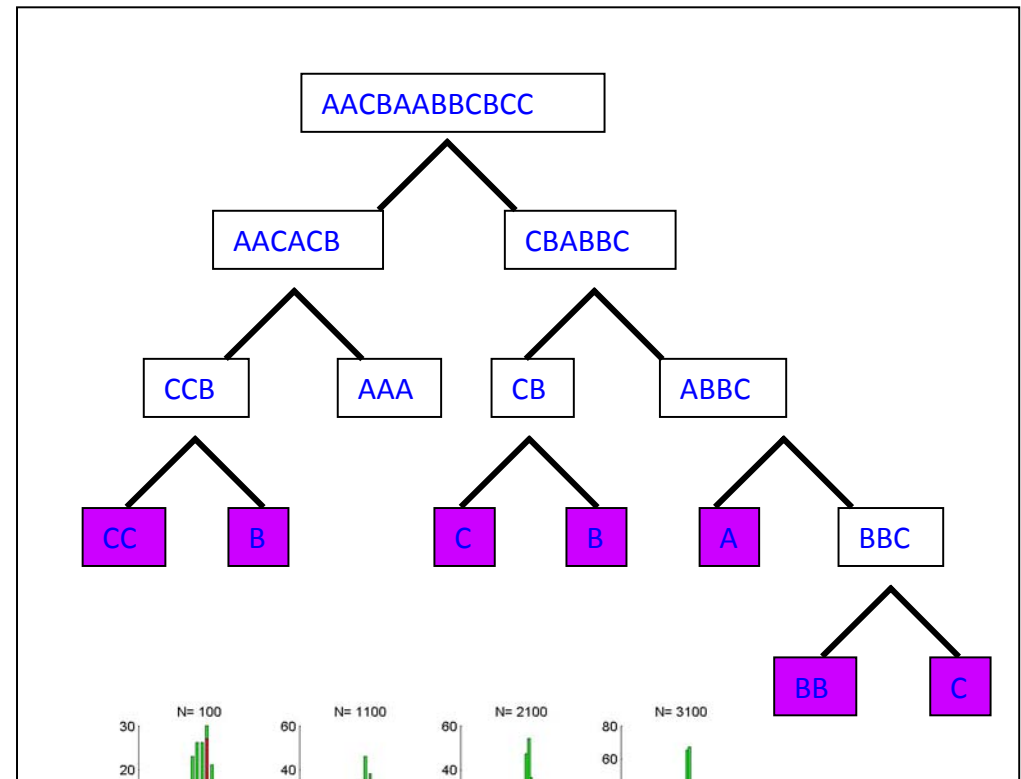 AACBAABBCBCC
AACACB CBABBC
CCB AAA CB ABBC
CC B C B A BBC
BB C
N= 100 N= 1100 N= 2100 N= 3100
30 60 60 80
60
20 40 40